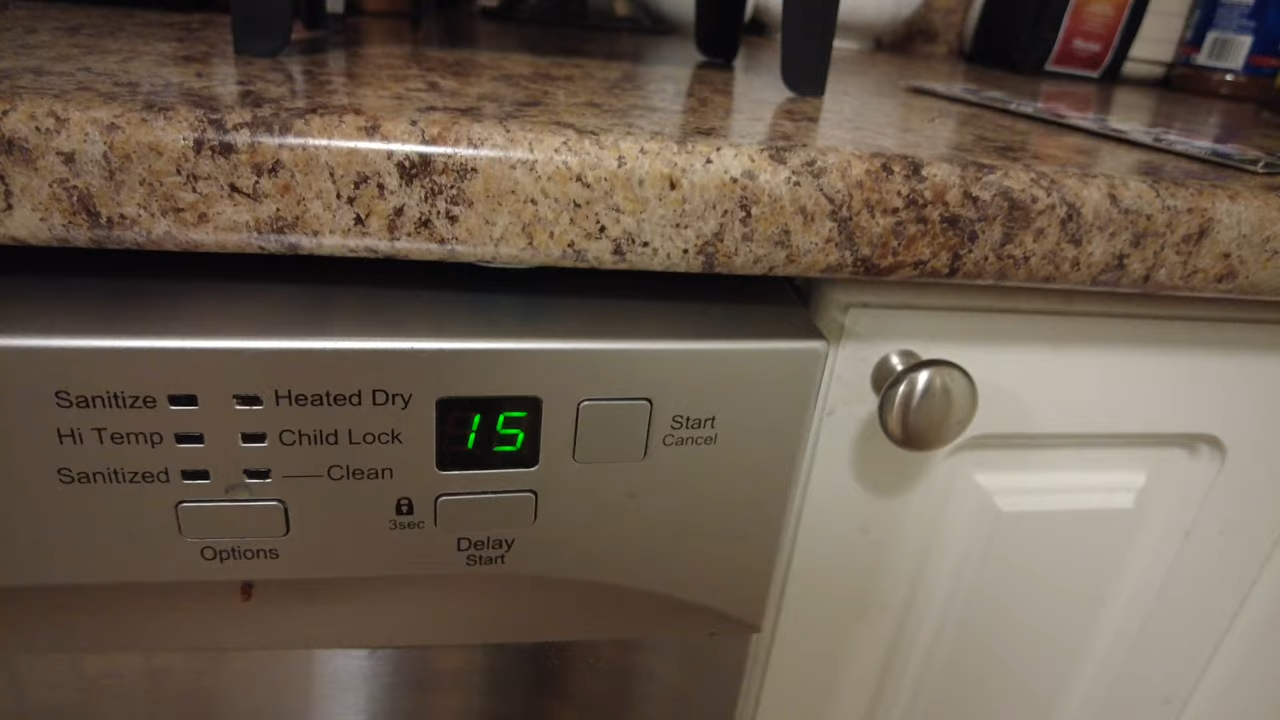 Sanitize
Heated Dry
Hi Temp
Child Lock
Sanitized
Clean
15
Start
Cancel
3sec
Options
Delay
Start